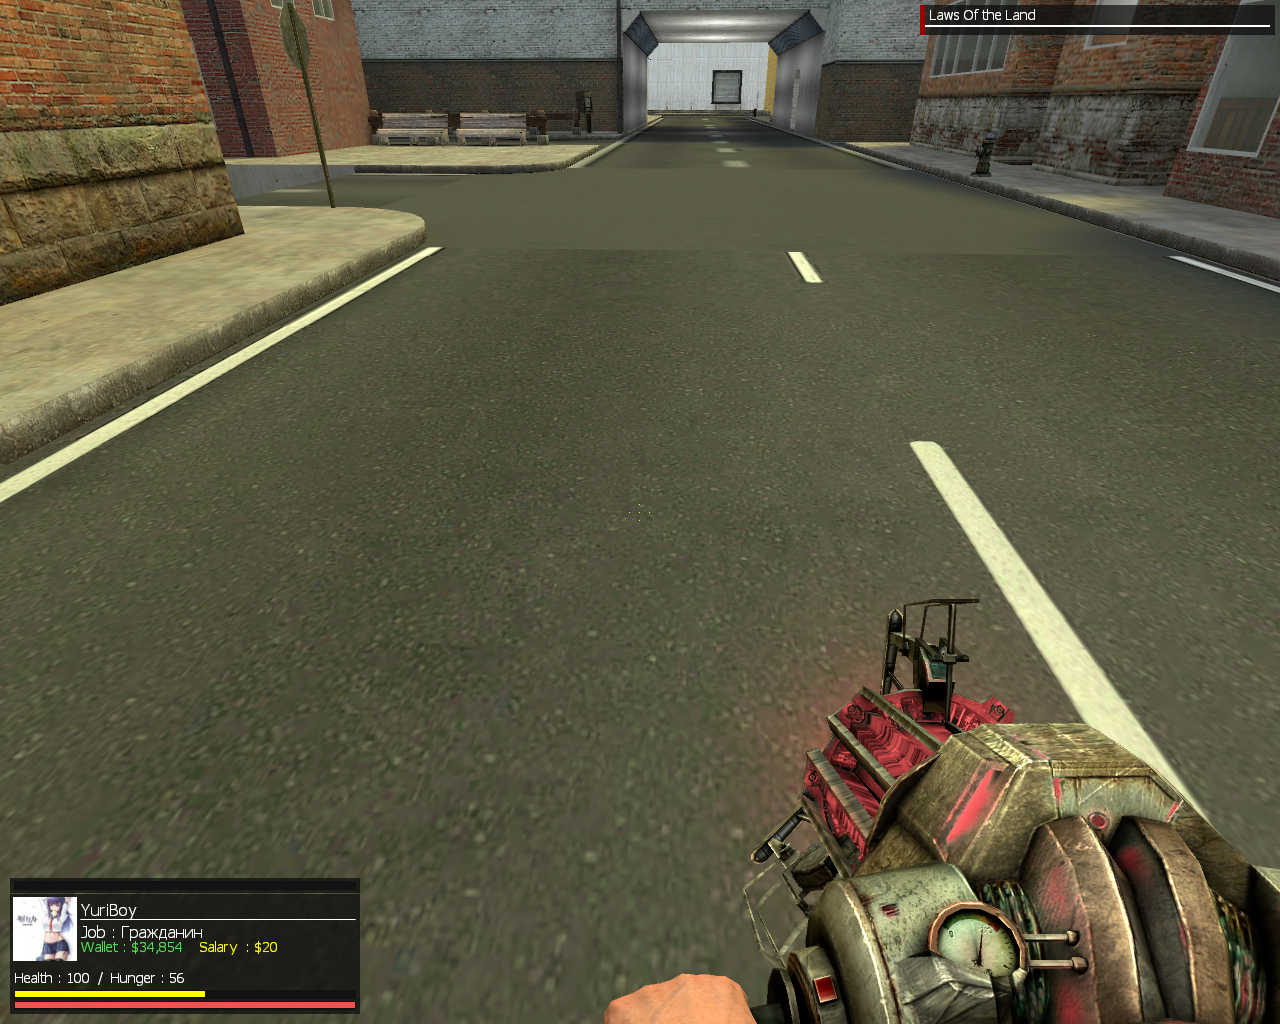 Laws Of the Land
YuriBoy
Job : Гражданин
Wallet : $34,854 Salary : $20
Health : 100 / Hunger : 56